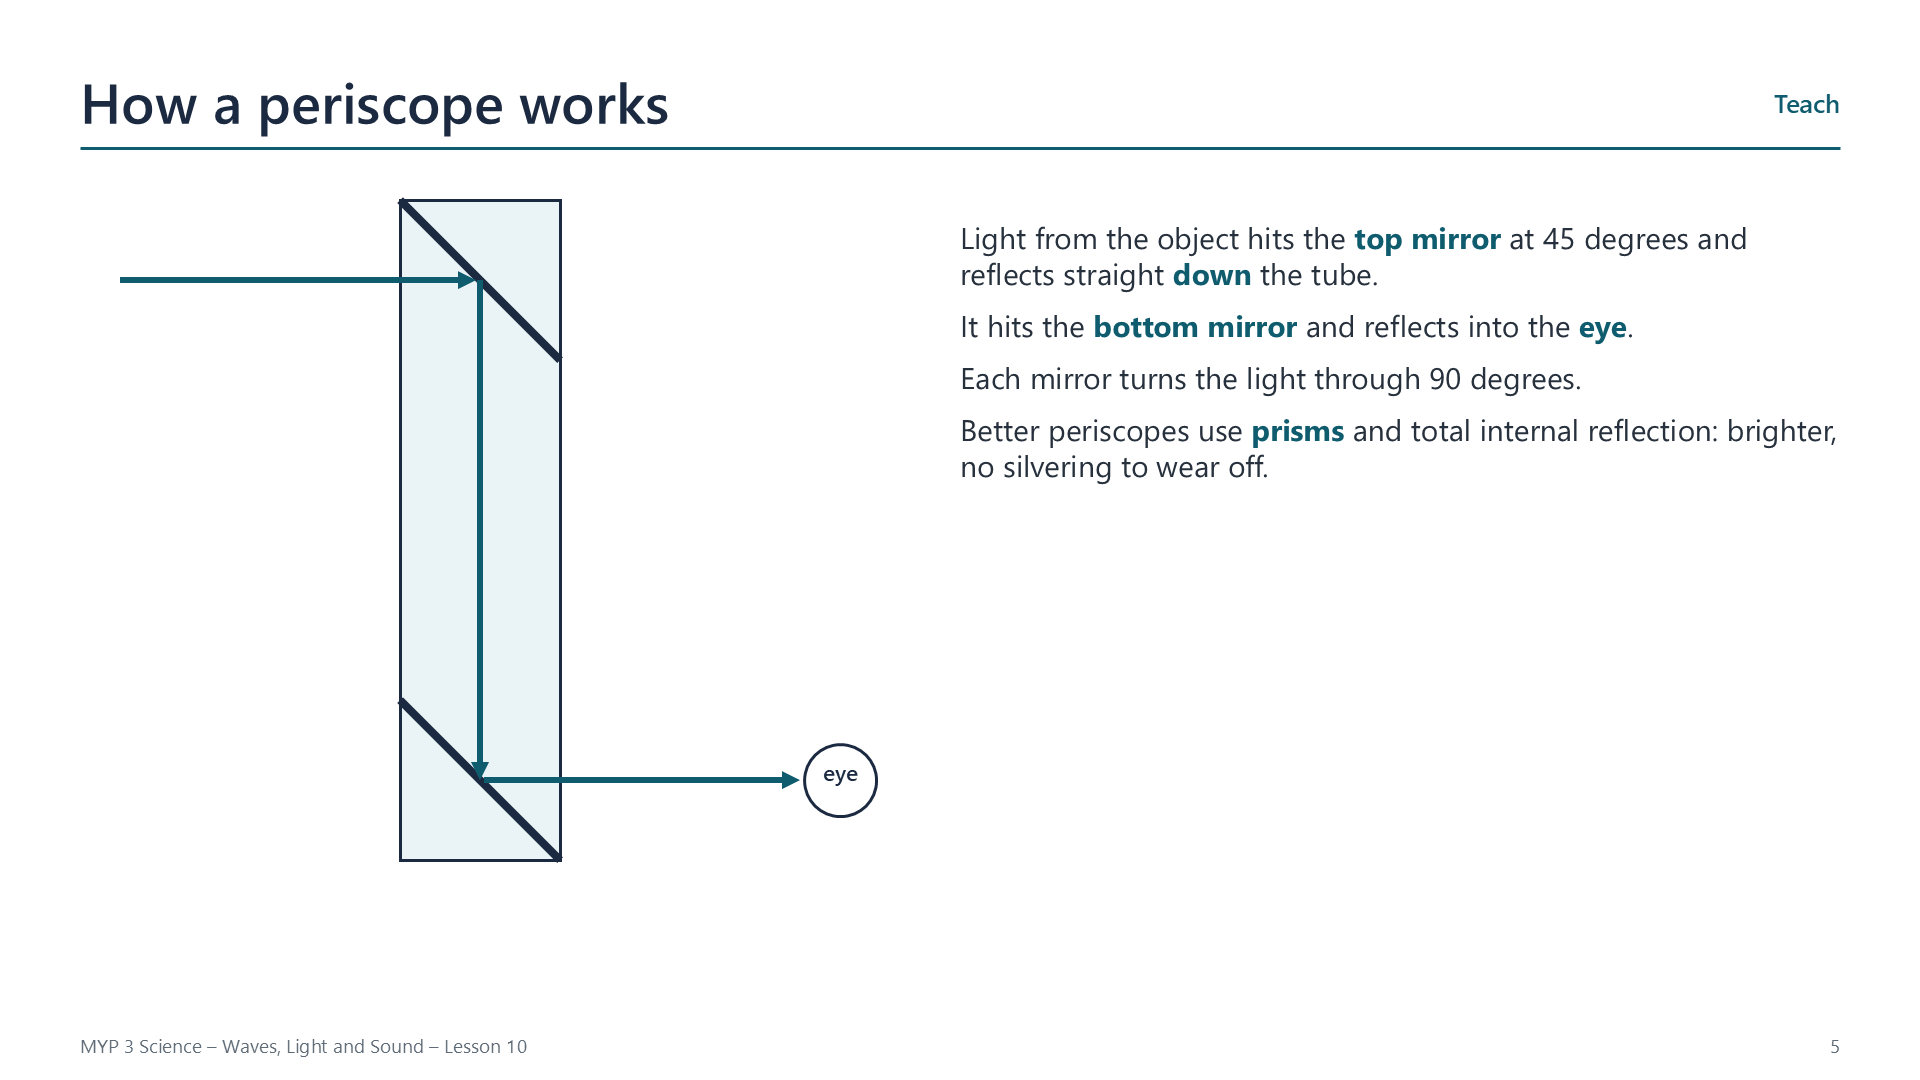 How a periscope works
Teach
Light from the object hits the top mirror at 45 degrees and
reflects straight down the tube.
It hits the bottom mirror and reflects into the eye.
Each mirror turns the light through 90 degrees.
Better periscopes use prisms and total internal reflection: brighter,
no silvering to wear off.
eye
MYP 3 Science – Waves, Light and Sound – Lesson 10
5